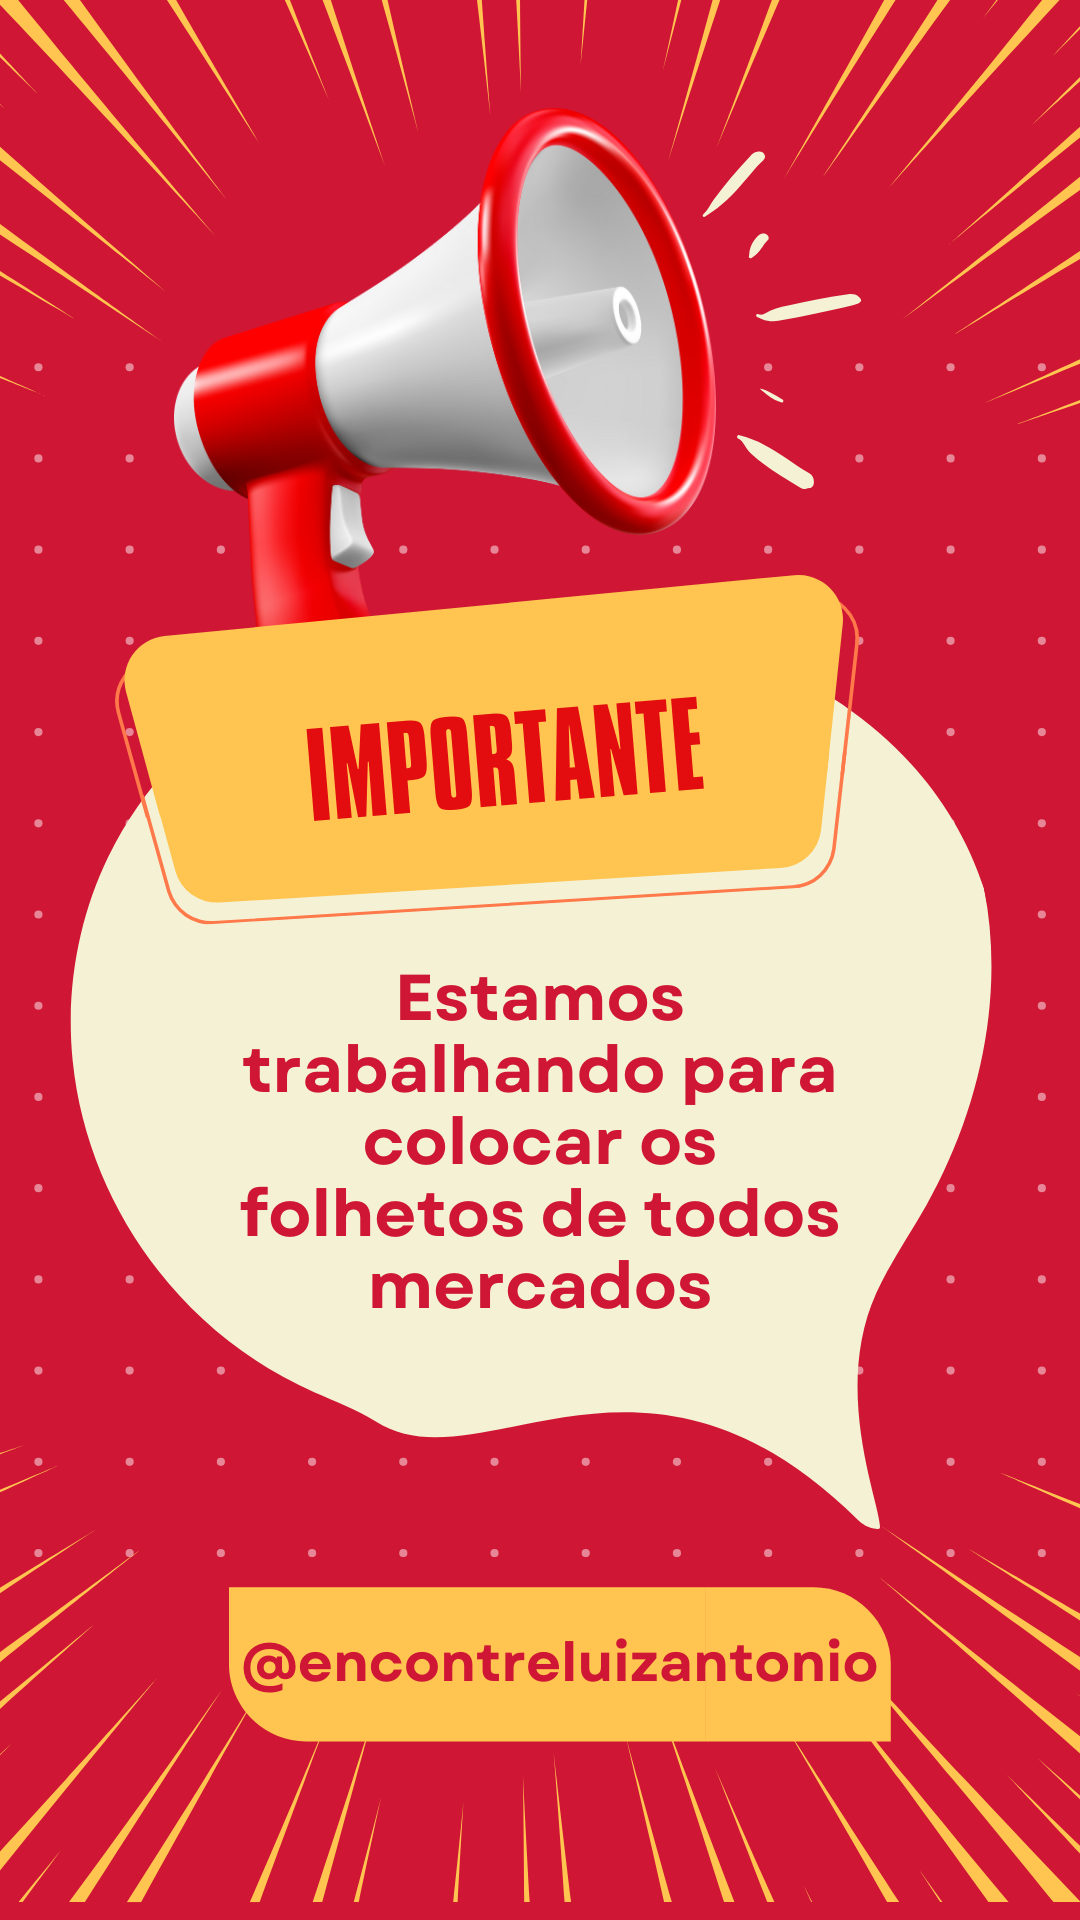 IMPORTANTE
Estamos
trabalhando para
colocar os
folhetos de todos
mercados
@encontreluizantonio